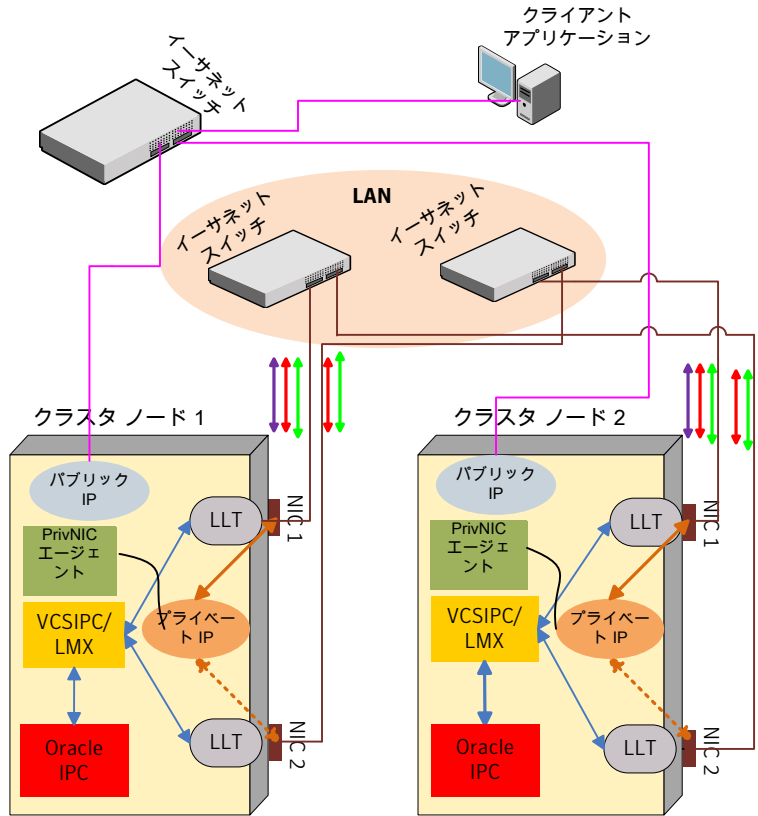 クライアント
アプリケーション
イーサネット
スイッチ
LAN
イーサネット
スイッチ
イーサネット
スイッチ
クラスタ ノード 1
クラスタ ノード 2
パブリック
IP
LLT
NIC 1
PrivNIC
エージェ
ント
VCSIPC/
LMX
プライベー
ト IP
Oracle
IPC
LLT
NIC 2
パブリック
IP
LLT
NIC 1
PrivNIC
エージェ
ント
VCSIPC/
LMX
プライベー
ト IP
Oracle
IPC
LLT
NIC 2